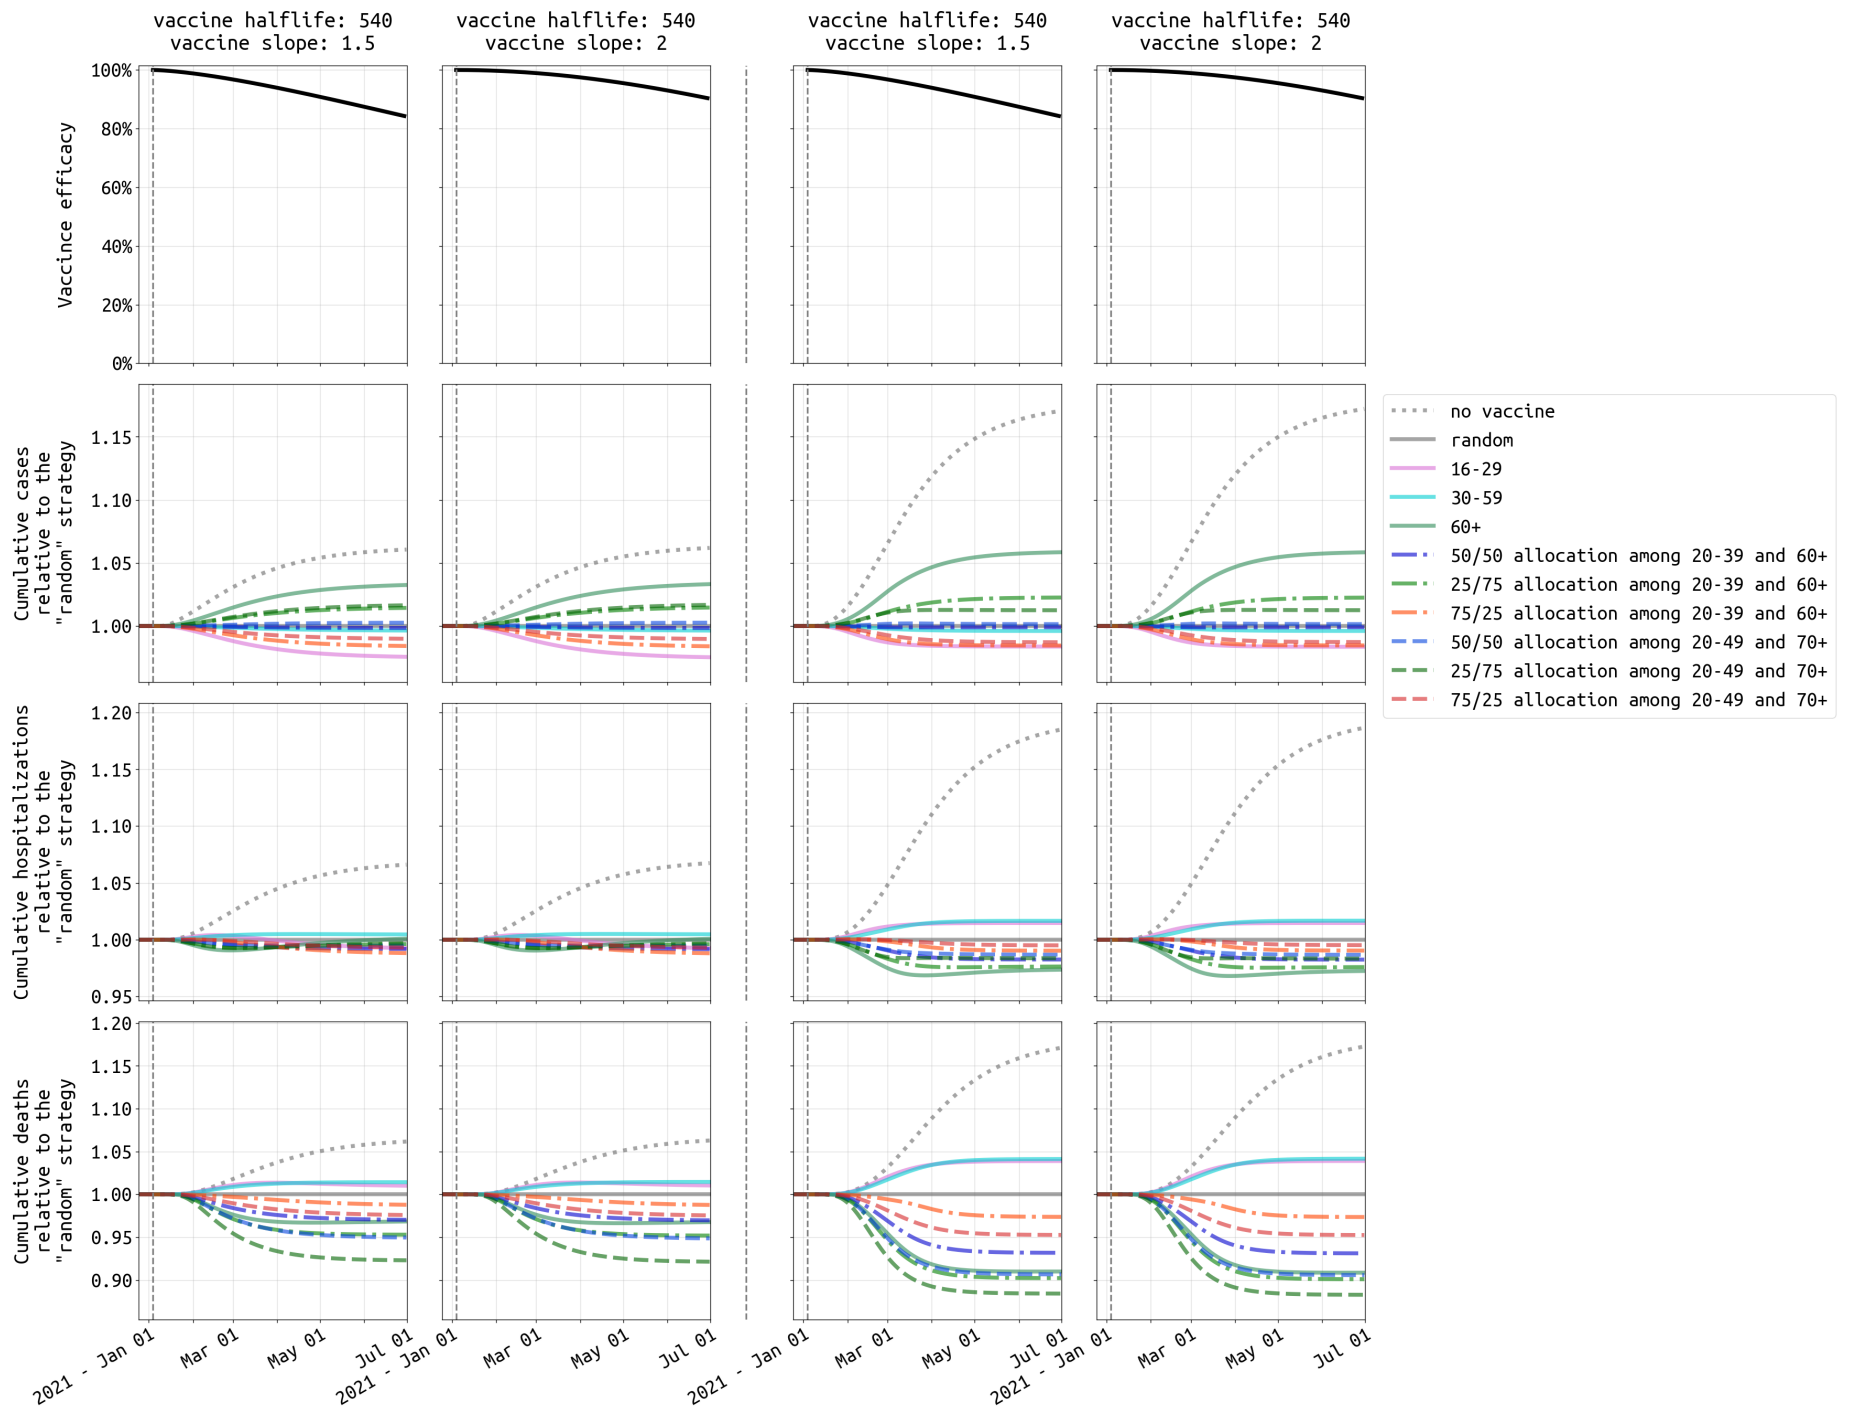 vaccine halflife: 540
vaccine slope: 1.5
vaccine halflife: 540
vaccine slope: 2
vaccine halflife: 540
vaccine slope: 1.5
vaccine halflife: 540
vaccine slope: 2
Vaccince efficacy
100%
80%
60%
40%
20%
0%
Cumulative cases
relative to the
"random" strategy
1.15
1.10
1.05
1.00
no vaccine
random
16-29
30-59
60+
50/50 allocation among 20-39 and 60+
25/75 allocation among 20-39 and 60+
75/25 allocation among 20-39 and 60+
50/50 allocation among 20-49 and 70+
25/75 allocation among 20-49 and 70+
75/25 allocation among 20-49 and 70+
Cumulative hospitalizations
relative to the
"random" strategy
1.20
1.15
1.10
1.05
1.00
0.95
Cumulative deaths
relative to the
"random" strategy
1.20
1.15
1.10
1.05
1.00
0.95
0.90
2021 - Jan 01
Mar 01
May 01
Jul 01
2021 - Jan 01
Mar 01
May 01
Jul 01
2021 - Jan 01
Mar 01
May 01
Jul 01
2021 - Jan 01
Mar 01
May 01
Jul 01